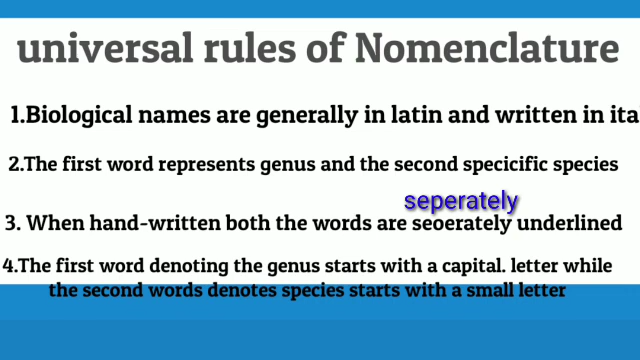 universal rules of Nomenclature
1.Biological names are generally in latin and written in ita
2.The first word represents genus and the second specicific species
seperately
3. When hand-written both the words are seoerately underlined
4.The first word denoting the genus starts with a capital. letter while
the second words denotes species starts with a small letter